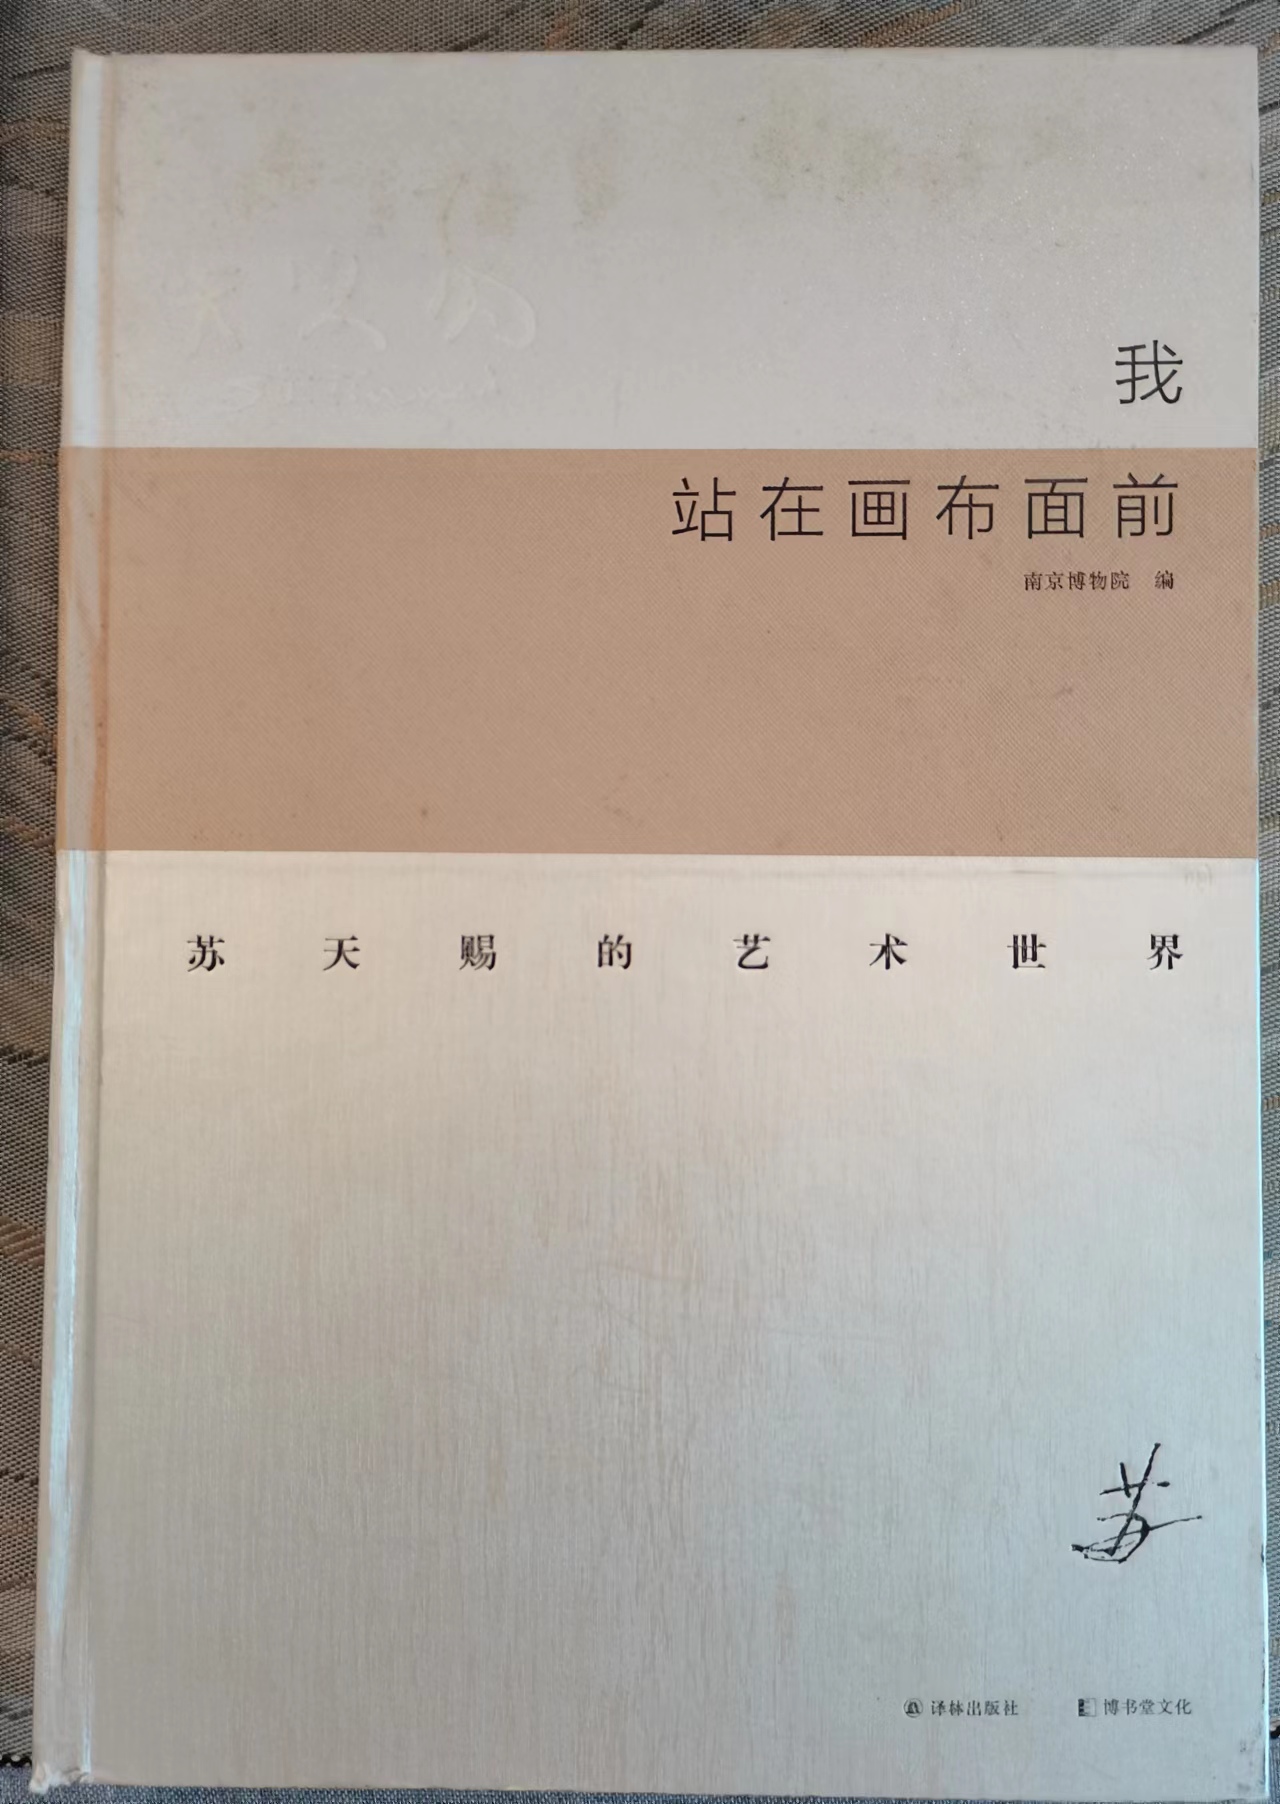 我
站在画布面前
南京博物院 编
苏天赐的艺术世界
苏
译林出版社 博书堂文化